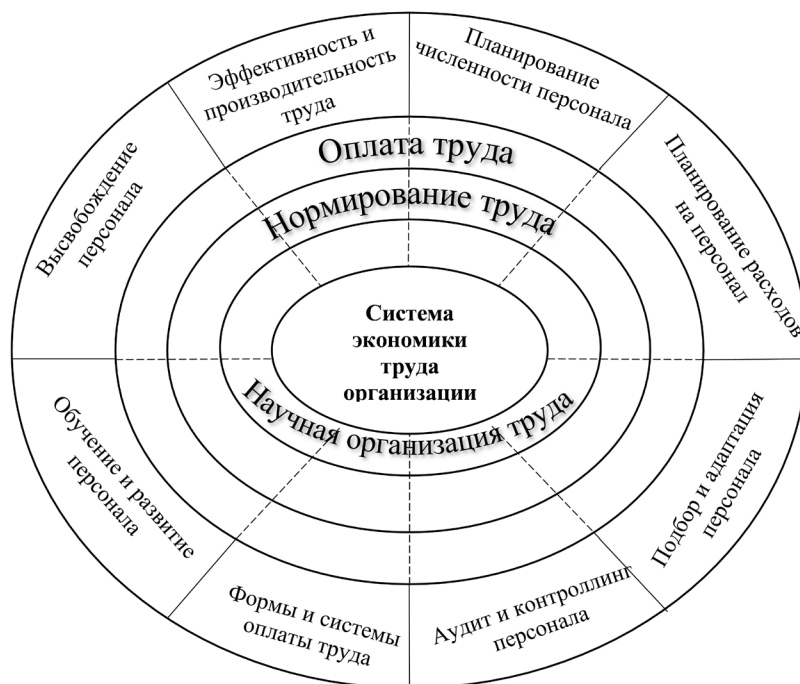 Эффективность и
производительность
труда
Планирование
численности персонала
Высвобождение
персонала
Планирование расходов
на персонал
Оплата труда
Нормирование труда
Система
экономики
труда
организации
Научная организация труда
Обучение и развитие
персонала
Подбор и адаптация
персонала
Формы и системы
оплаты труда
Аудит и контроллинг
персонала